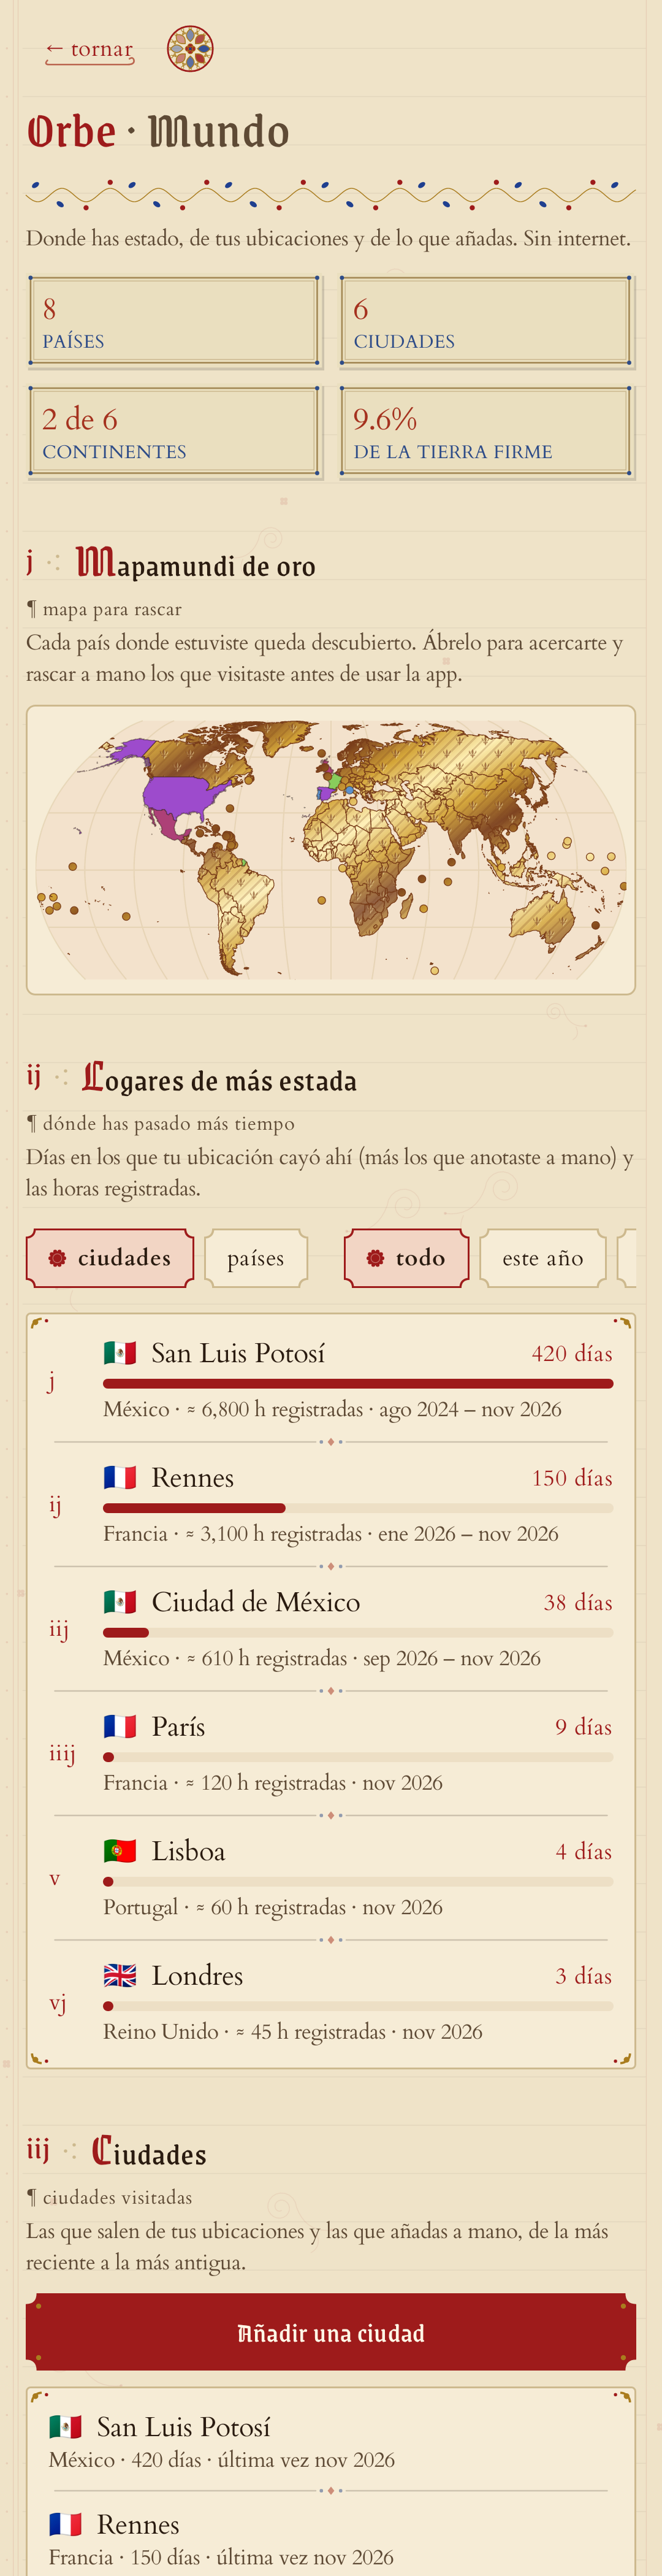 ← tornar
Orbe · Mundo
Donde has estado, de tus ubicaciones y de lo que añadas. Sin internet.
8
PAÍSES
6
CIUDADES
2 de 6
CONTINENTES
9.6%
DE LA TIERRA FIRME
j ·: Mapamundi de oro
¶ mapa para rascar
Cada país donde estuviste queda descubierto. Ábrelo para acercarte y
rascar a mano los que visitaste antes de usar la app.
ij ·: Logares de más estada
¶ dónde has pasado más tiempo
Días en los que tu ubicación cayó ahí (más los que anotaste a mano) y
las horas registradas.
ciudades países todo este año
j
San Luis Potosí 420 días
México · ≈ 6,800 h registradas · ago 2024 – nov 2026
ij
Rennes 150 días
Francia · ≈ 3,100 h registradas · ene 2026 – nov 2026
iij
Ciudad de México 38 días
México · ≈ 610 h registradas · sep 2026 – nov 2026
iiij
París 9 días
Francia · ≈ 120 h registradas · nov 2026
v
Lisboa 4 días
Portugal · ≈ 60 h registradas · nov 2026
vj
Londres 3 días
Reino Unido · ≈ 45 h registradas · nov 2026
iij ·: Ciudades
¶ ciudades visitadas
Las que salen de tus ubicaciones y las que añadas a mano, de la más
reciente a la más antigua.
Añadir una ciudad
San Luis Potosí
México · 420 días · última vez nov 2026
Rennes
Francia · 150 días · última vez nov 2026